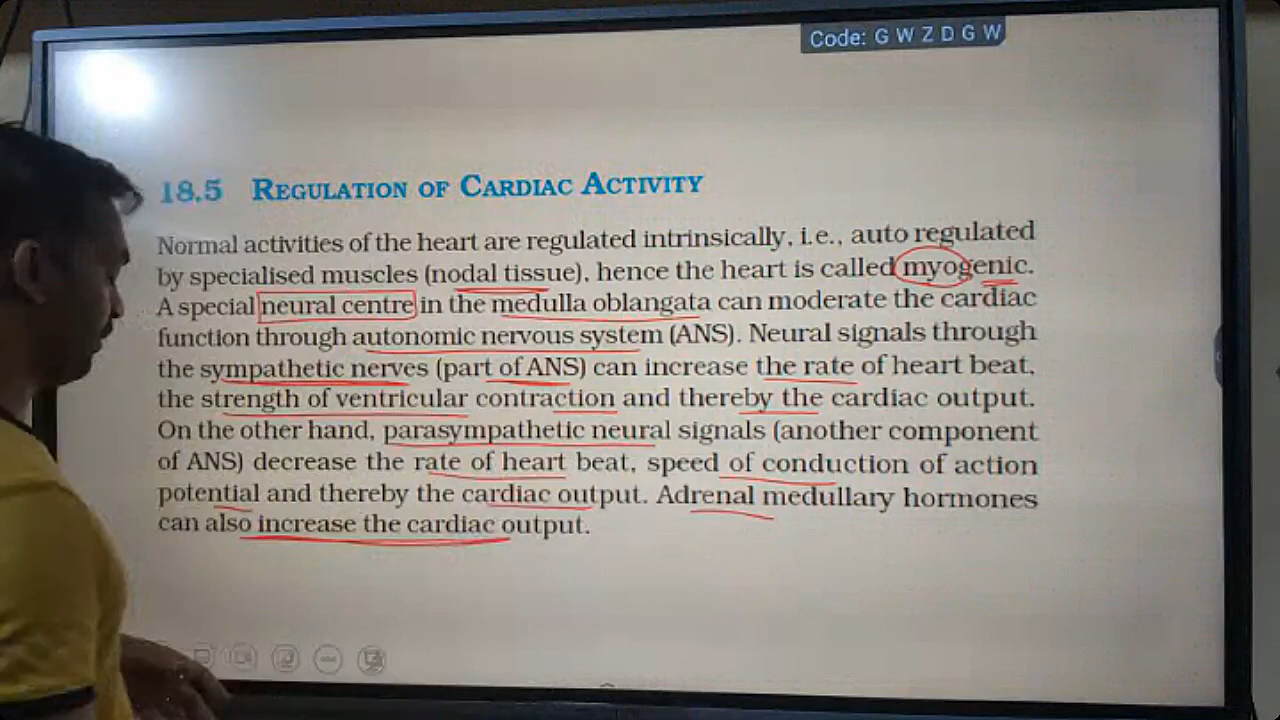 Code: G W Z D G W
18.5 REGULATION OF CARDIAC ACTIVITY
Normal activities of the heart are regulated intrinsically, i.e., auto regulated
by specialised muscles (nodal tissue), hence the heart is called myogenic.
A special neural centre in the medulla oblangata can moderate the cardiac
function through autonomic nervous system (ANS). Neural signals through
the sympathetic nerves (part of ANS) can increase the rate of heart beat,
the strength of ventricular contraction and thereby the cardiac output.
On the other hand, parasympathetic neural signals (another component
of ANS) decrease the rate of heart beat, speed of conduction of action
potential and thereby the cardiac output. Adrenal medullary hormones
can also increase the cardiac output.